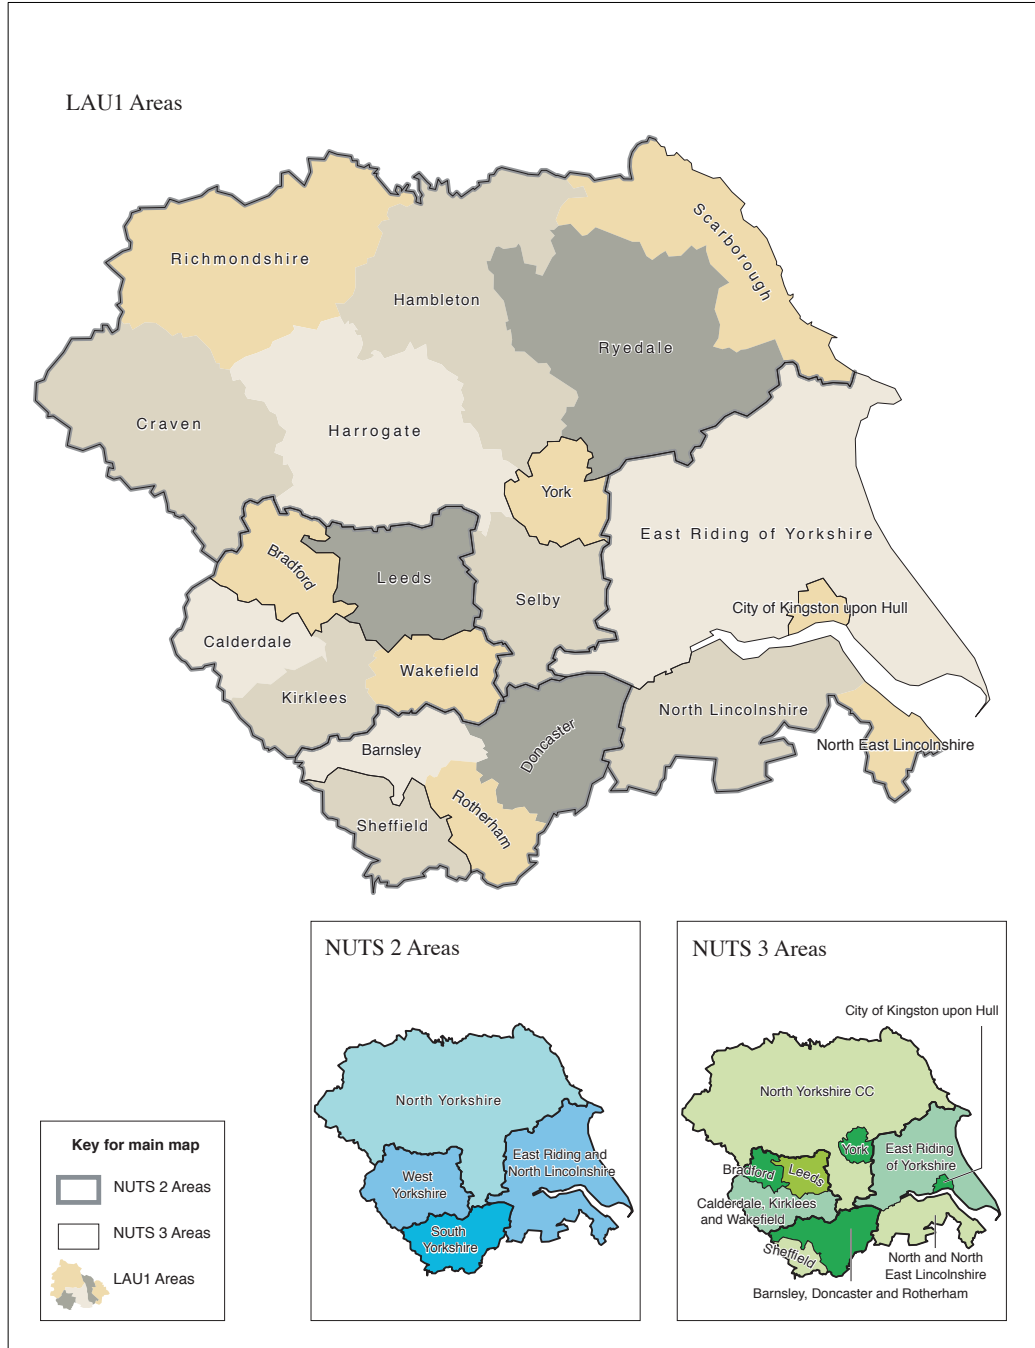 LAU1 Areas
Richmondshire
Scarborough
Hambleton
Ryedale
Craven
Harrogate
York
East Riding of Yorkshire
Bradford
Leeds
Selby
City of Kingston upon Hull
Calderdale
Wakefield
Kirklees
North Lincolnshire
Barnsley
Doncaster
North East Lincolnshire
Rotherham
Sheffield
NUTS 2 Areas
North Yorkshire
East Riding and
North Lincolnshire
West
Yorkshire
South
Yorkshire
NUTS 3 Areas
City of Kingston upon Hull
North Yorkshire CC
York
East Riding
of Yorkshire
Bradford
Leeds
Calderdale, Kirklees
and Wakefield
Sheffield
North and North
East Lincolnshire
Barnsley, Doncaster and Rotherham
Key for main map
NUTS 2 Areas
NUTS 3 Areas
LAU1 Areas